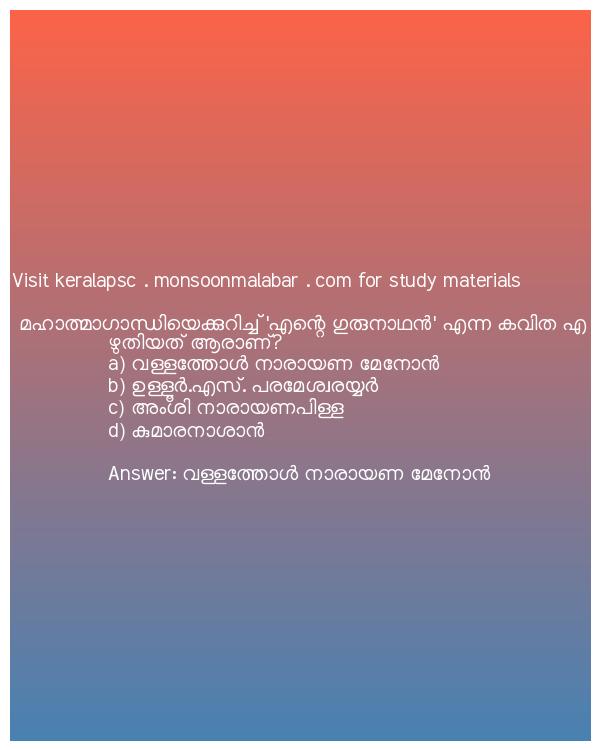 Visit keralapsc . monsoonmalabar . com for study materials
മഹാത്മാഗാന്ധിയെക്കുറിച്ച് 'എന്റെ ഗുരുനാഥൻ' എന്ന കവിത എ
ഴുതിയത് ആരാണ്?
a) വള്ളത്തോൾ നാരായണ മേനോൻ
b) ഉള്ളൂർ.എസ്. പരമേശ്വരയ്യർ
c) അംശി നാരായണപിള്ള
d) കുമാരനാശാൻ
Answer: വള്ളത്തോൾ നാരായണ മേനോൻ